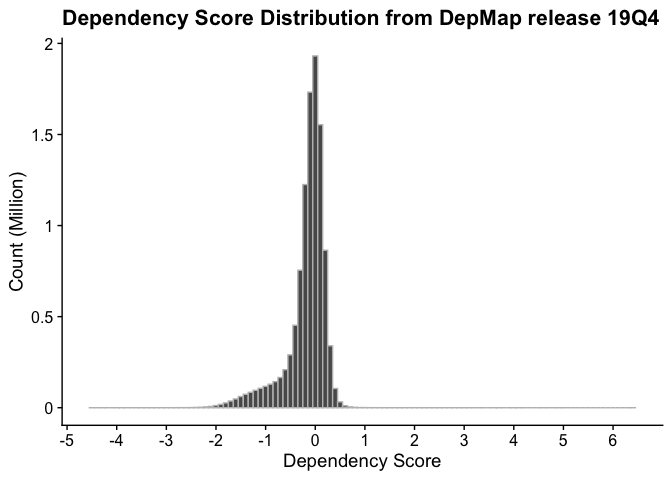 Dependency Score Distribution from DepMap release 19Q4
2
1.5
1
0.5
0
Count (Million)
-5 -4 -3 -2 -1 0 1 2 3 4 5 6
Dependency Score